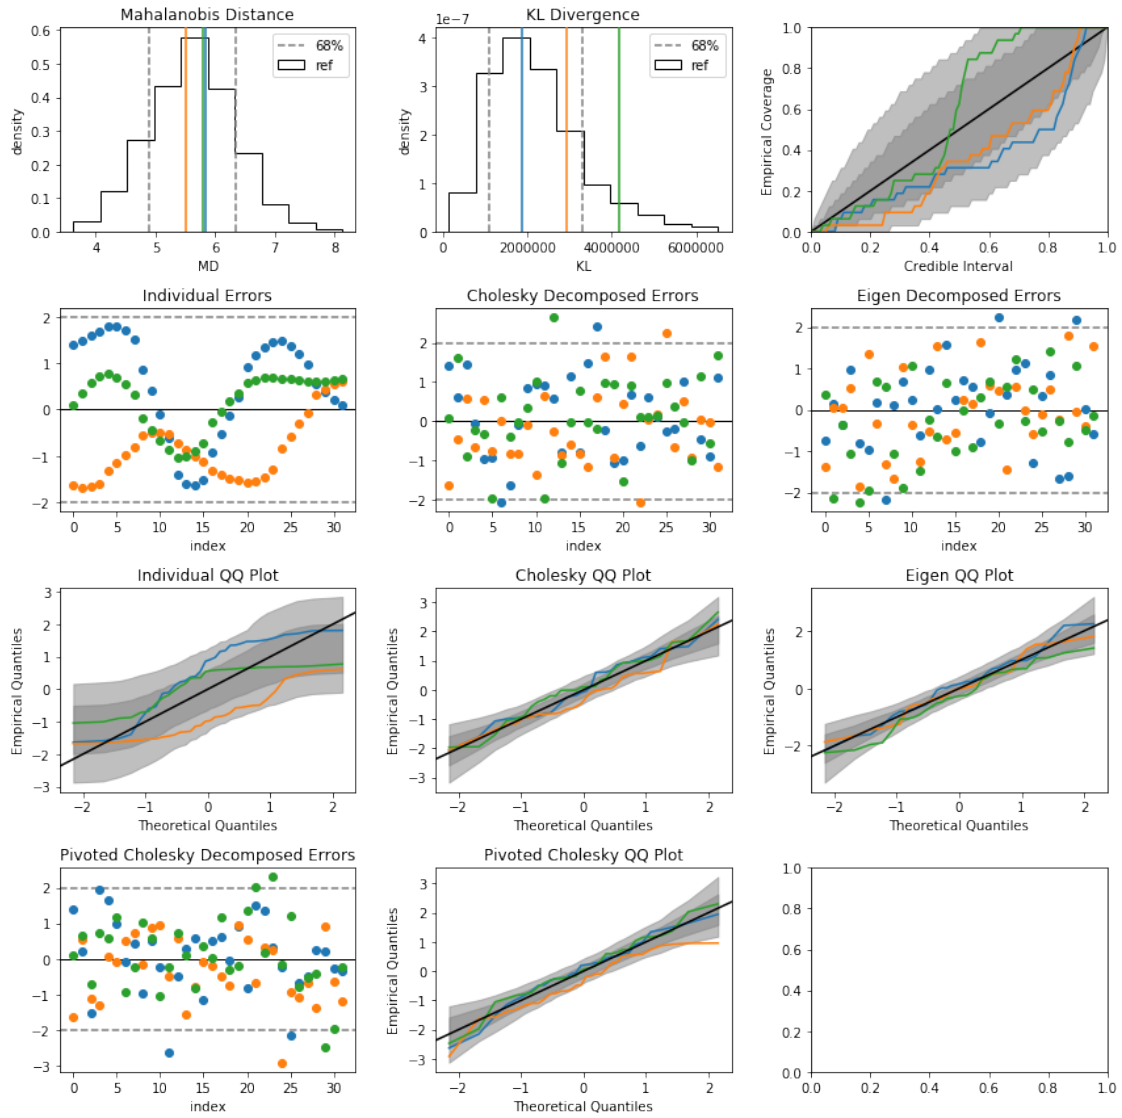 Mahalanobis Distance
0.6
0.5
0.4
0.3
0.2
0.1
0.0
density
68%
ref
4 5 6 7 8
MD
KL Divergence
1e−7
4
3
2
1
0
density
68%
ref
0 20000000 40000000 60000000
KL
1.0
0.8
0.6
0.4
0.2
0.0
Empirical Coverage
0.0 0.2 0.4 0.6 0.8 1.0
Credible Interval
Individual Errors
2
1
0
−1
−2
0 5 10 15 20 25 30
index
Cholesky Decomposed Errors
2
1
0
−1
−2
0 5 10 15 20 25 30
index
Eigen Decomposed Errors
2
1
0
−1
−2
0 5 10 15 20 25 30
index
Individual QQ Plot
3
2
1
0
−1
−2
−3
Empirical Quantiles
−2 −1 0 1 2
Theoretical Quantiles
Cholesky QQ Plot
3
2
1
0
−1
−2
−3
Empirical Quantiles
−2 −1 0 1 2
Theoretical Quantiles
Eigen QQ Plot
2
0
−2
Empirical Quantiles
−2 −1 0 1 2
Theoretical Quantiles
Pivoted Cholesky Decomposed Errors
2
1
0
−1
−2
−3
0 5 10 15 20 25 30
index
Pivoted Cholesky QQ Plot
3
2
1
0
−1
−2
−3
Empirical Quantiles
−2 −1 0 1 2
Theoretical Quantiles
1.0
0.8
0.6
0.4
0.2
0.0
0.0 0.2 0.4 0.6 0.8 1.0